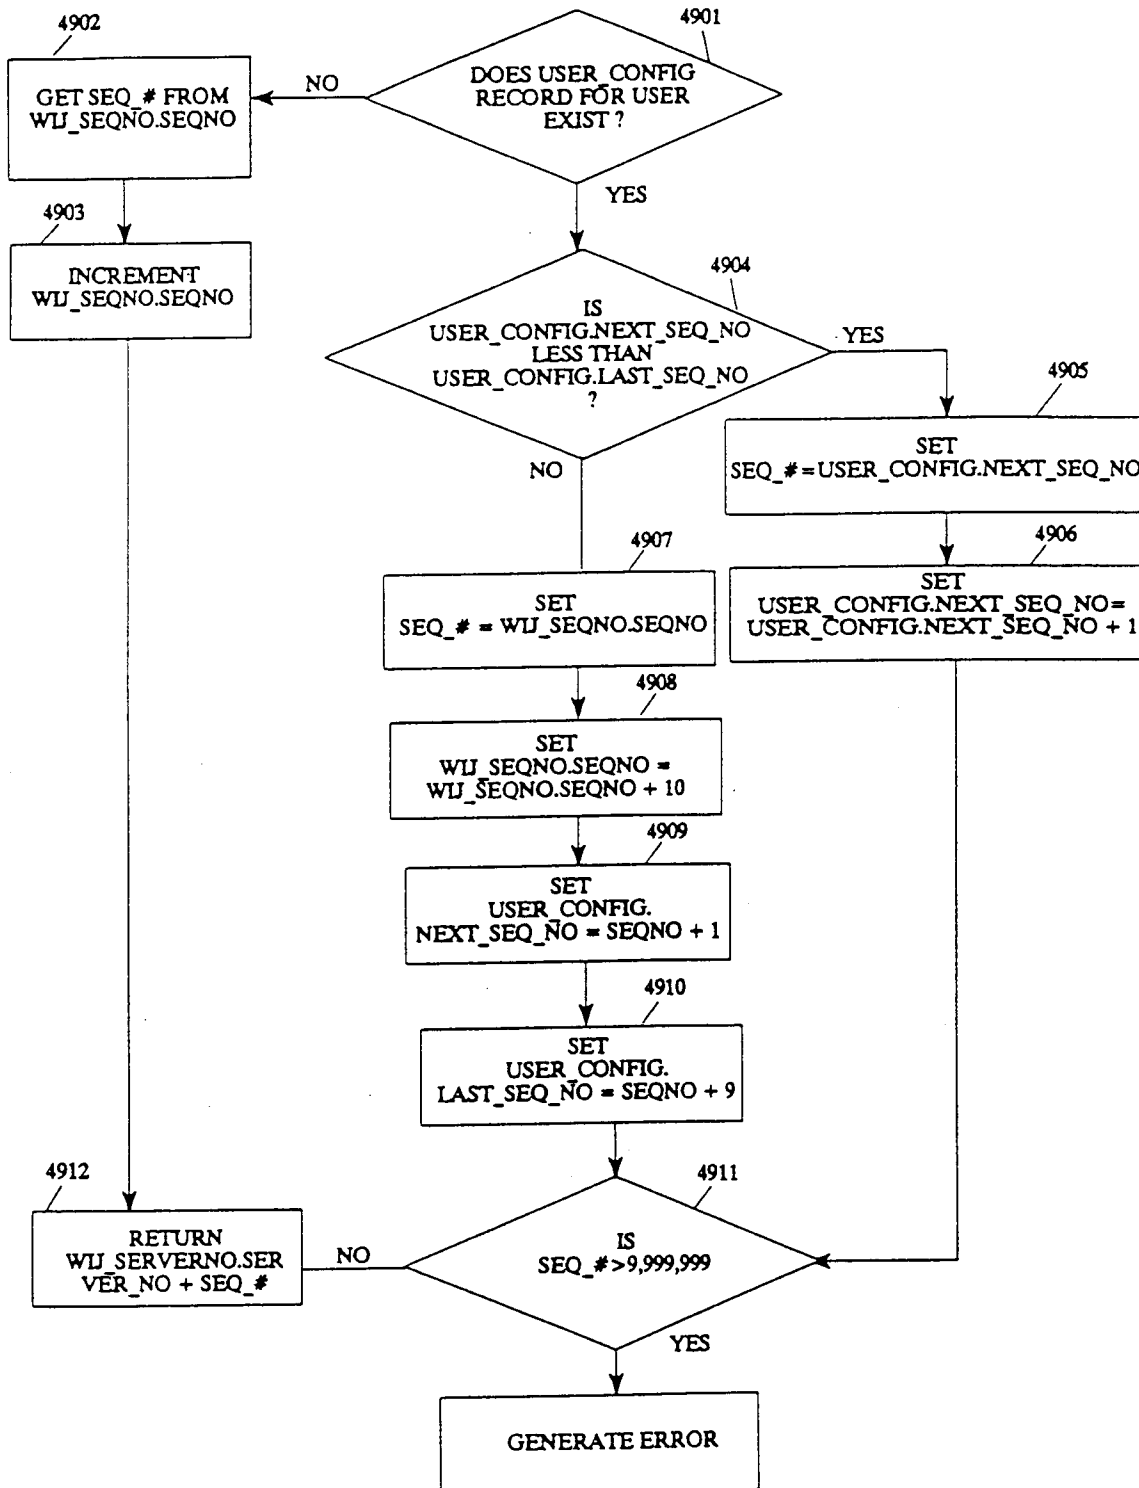 4901
DOES USER_CONFIG
RECORD FOR USER
EXIST ?
NO
YES
4902
GET SEQ_# FROM
WIJ_SEQNO.SEQNO
4903
INCREMENT
WIJ_SEQNO.SEQNO
4904
IS
USER_CONFIG.NEXT_SEQ_NO
LESS THAN
USER_CONFIG.LAST_SEQ_NO
?
YES
NO
4905
SET
SEQ_# = USER_CONFIG.NEXT_SEQ_NO
4906
SET
USER_CONFIG.NEXT_SEQ_NO =
USER_CONFIG.NEXT_SEQ_NO + 1
4907
SET
SEQ_# = WIJ_SEQNO.SEQNO
4908
SET
WIJ_SEQNO.SEQNO =
WIJ_SEQNO.SEQNO + 10
4909
SET
USER_CONFIG.
NEXT_SEQ_NO = SEQNO + 1
4910
SET
USER_CONFIG.
LAST_SEQ_NO = SEQNO + 9
4911
IS
SEQ_# >9,999,999
NO
YES
4912
RETURN
WIJ_SERVERNO.SER
VER_NO + SEQ_#
GENERATE ERROR